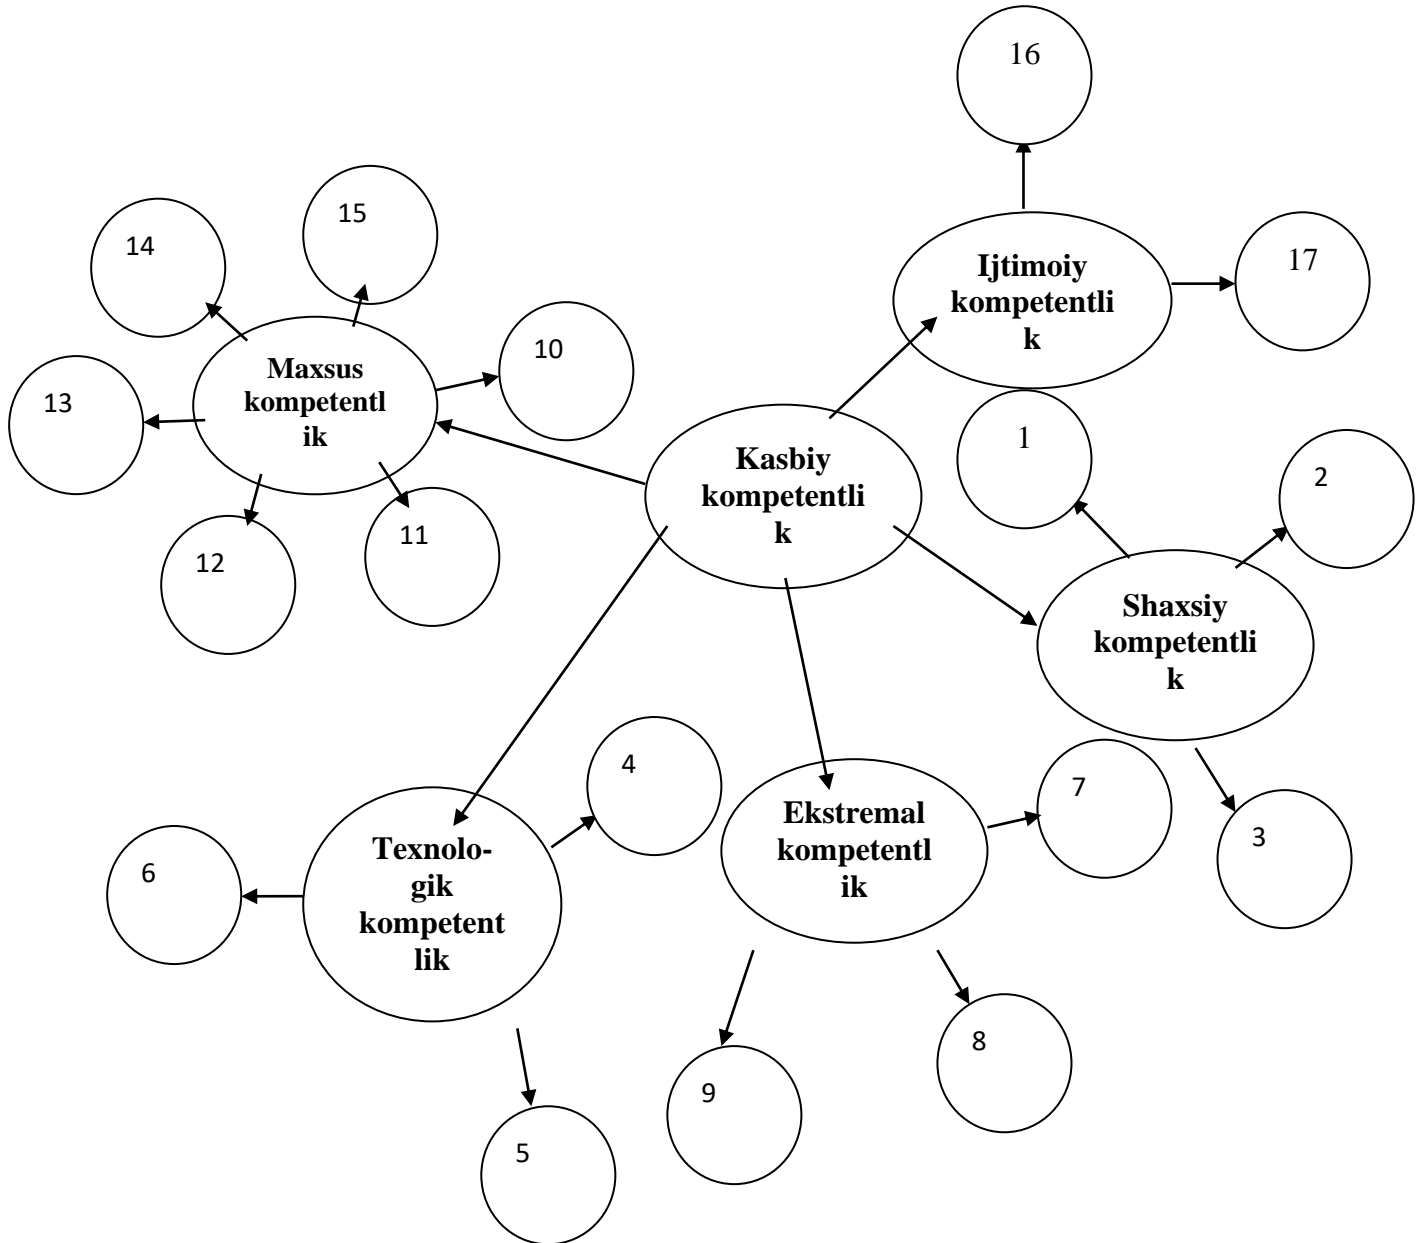 16
15
14
Ijtimoiy
kompetentli
k
17
10
Maxsus
kompetentl
ik
13
1
Kasbiy
kompetentli
k
2
11
12
Shaxsiy
kompetentli
k
4
7
Ekstremal
kompetentl
ik
3
Texnolo-
gik
kompetent
lik
6
8
9
5